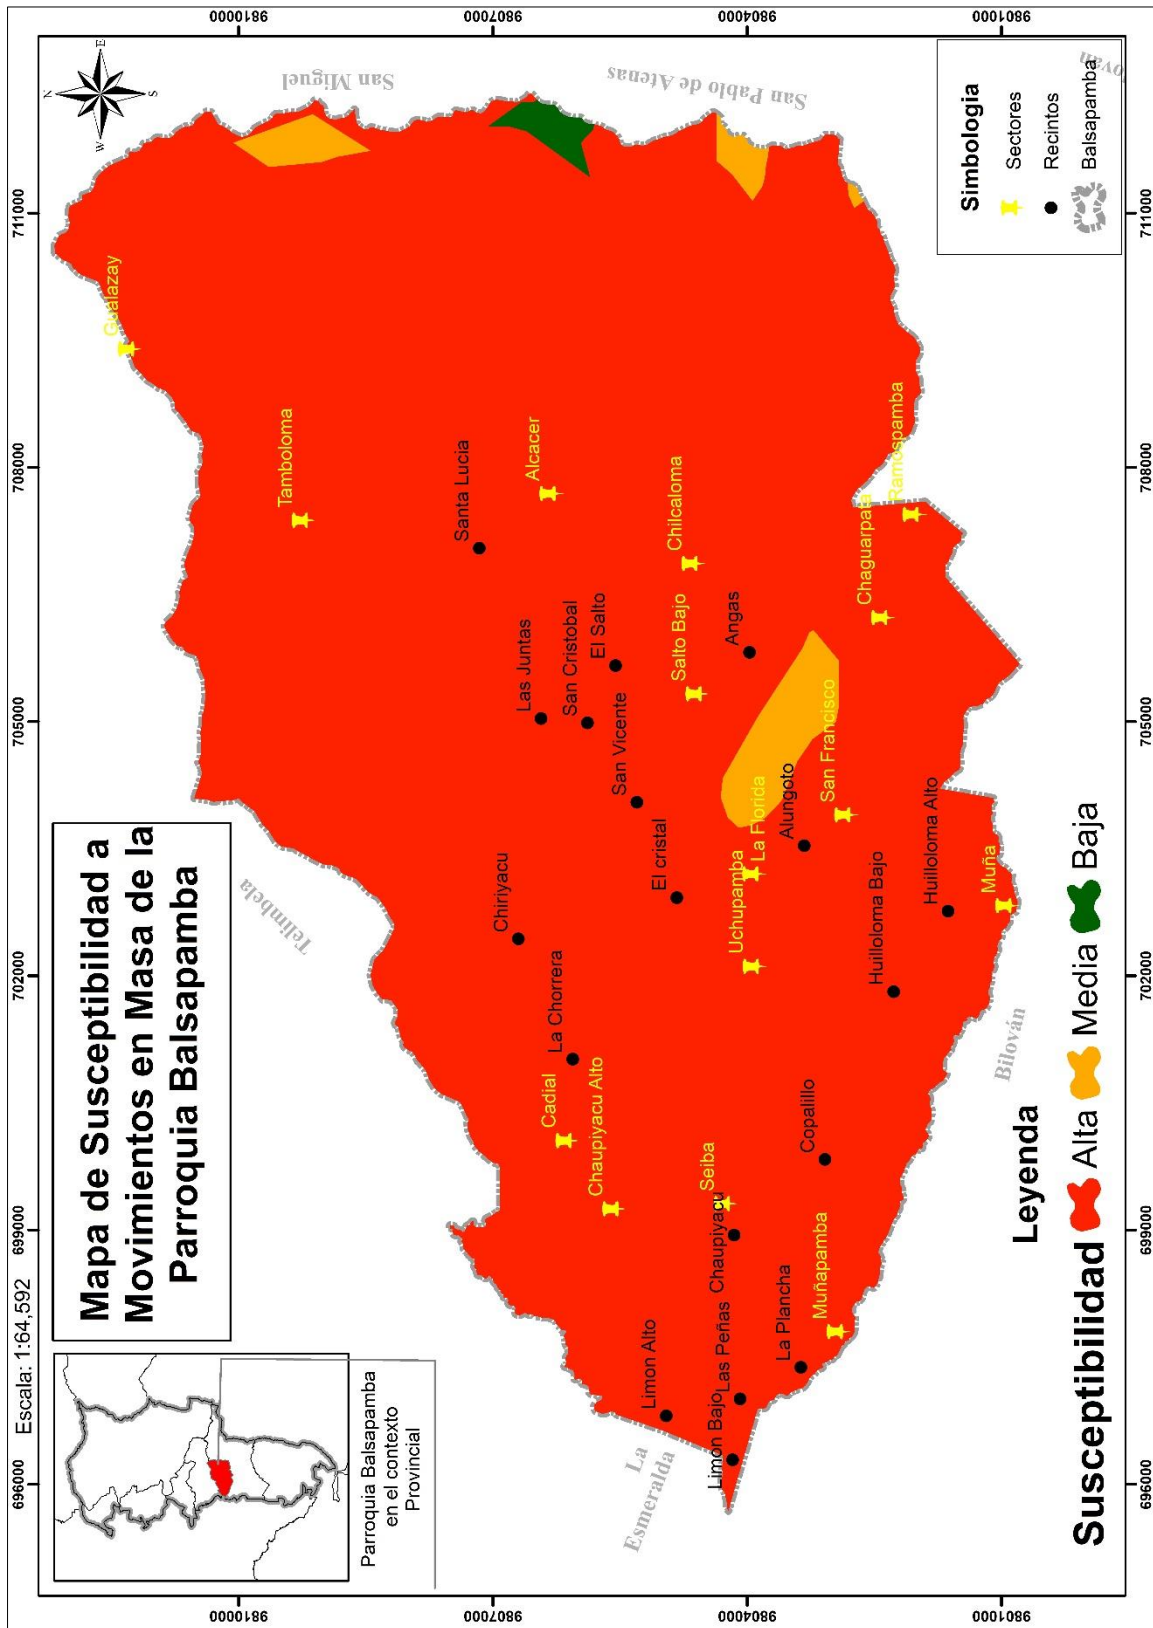 Escala: 1:64,592
Mapa de Susceptibilidad a
Movimientos en Masa de la
Parroquia Balsapamba
Parroquia Balsapamba
en el contexto
Provincial
696000
699000
702000
705000
708000
711000
9810000
9807000
9804000
9801000
N
E
S
W
San Miguel
San Pablo de Atenas
Telimbela
La
Esmeralda
Bilován
Gualazay
Tamboloma
Santa Lucia
Alcacer
Las Juntas
San Cristobal
El Salto
Chilcaloma
Salto Bajo
San Vicente
Angas
Chiriyacu
El cristal
La Florida
Alungoto
San Francisco
Chaguarpata
Ramospamba
La Chorrera
Uchupamba
Huilloloma Bajo
Huilloloma Alto
Muña
Cadial
Chaupiyacu Alto
Seiba
Copalillo
Chaupiyacu
Muñapamba
Limon Alto
Las Peñas
La Plancha
Limon Bajo
Simbologia
Sectores
Recintos
Balsapamba
Leyenda
Susceptibilidad Alta Media Baja